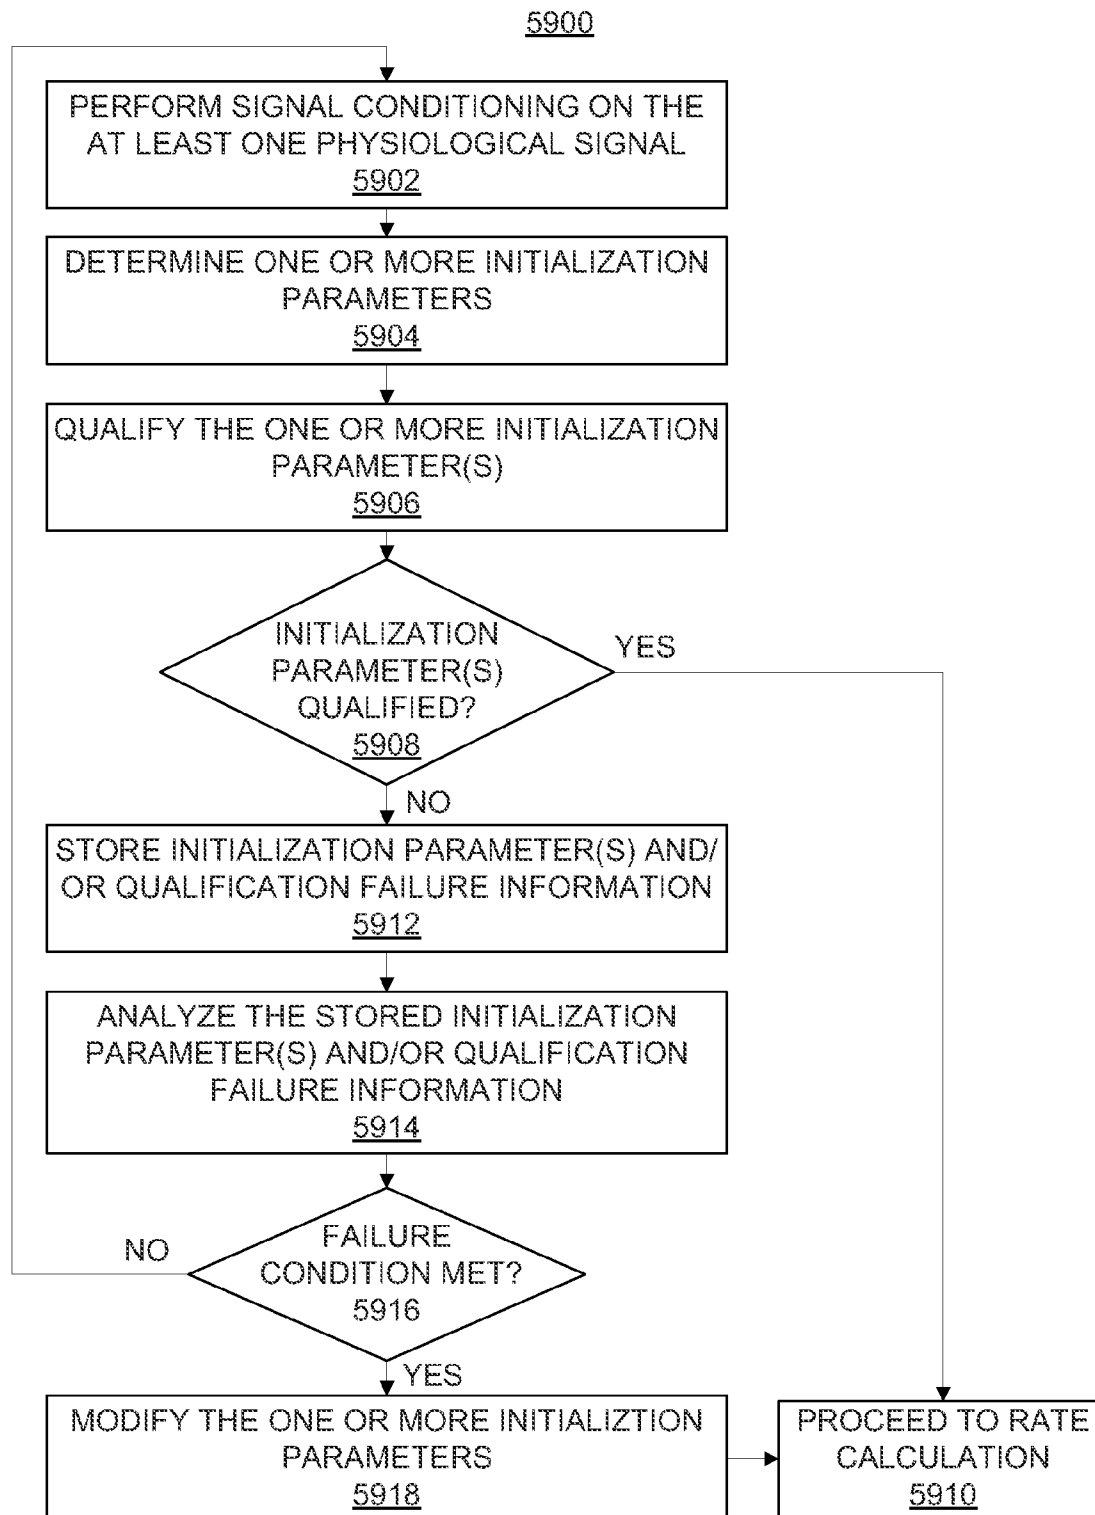 5900
PERFORM SIGNAL CONDITIONING ON THE
AT LEAST ONE PHYSIOLOGICAL SIGNAL
5902
DETERMINE ONE OR MORE INITIALIZATION
PARAMETERS
5904
QUALIFY THE ONE OR MORE INITIALIZATION
PARAMETER(S)
5906
INITIALIZATION
PARAMETER(S)
QUALIFIED?
5908
YES
NO
STORE INITIALIZATION PARAMETER(S) AND/
OR QUALIFICATION FAILURE INFORMATION
5912
ANALYZE THE STORED INITIALIZATION
PARAMETER(S) AND/OR QUALIFICATION
FAILURE INFORMATION
5914
NO
FAILURE
CONDITION MET?
5916
YES
MODIFY THE ONE OR MORE INITIALIZTION
PARAMETERS
5918
PROCEED TO RATE
CALCULATION
5910